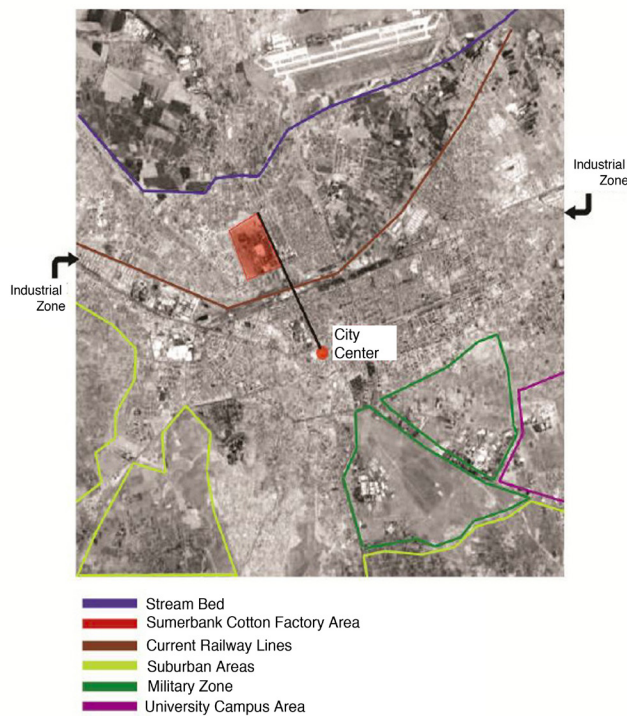 Industrial
Zone
Industrial
Zone
City
Center
Stream Bed
Sumerbank Cotton Factory Area
Current Railway Lines
Suburban Areas
Military Zone
University Campus Area